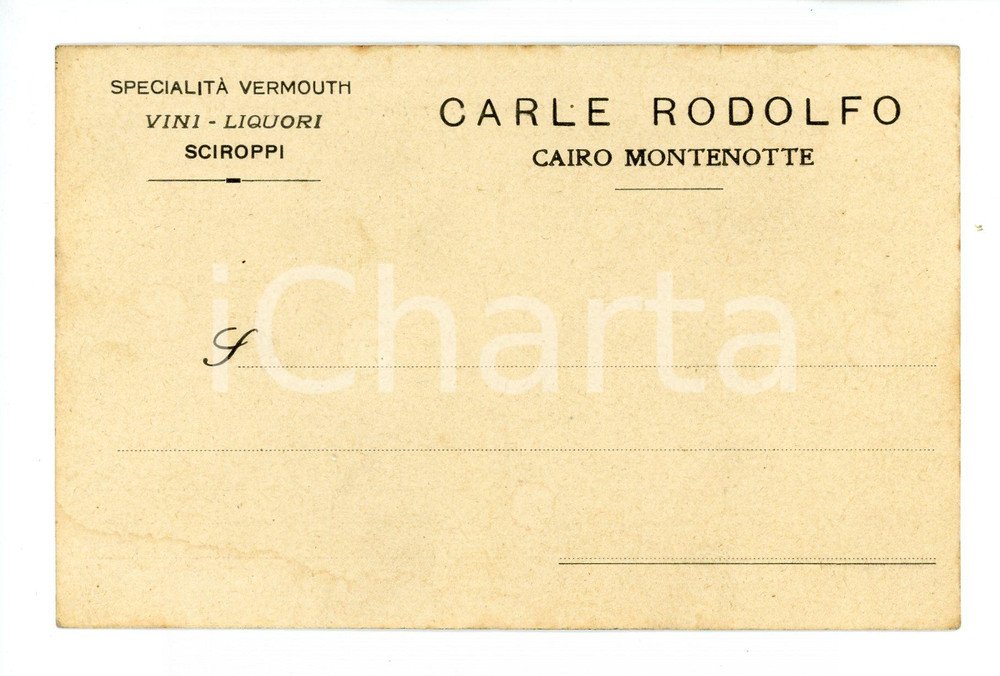 SPECIALITÀ VERMOUTH
VINI - LIQUORI
SCIROPPI
CARLE RODOLFO
CAIRO MONTENOTTE
S
iCharta